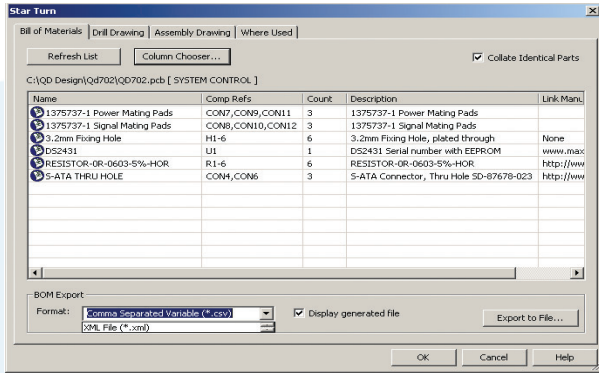 Star Turn
Bill of Materials Drill Drawing Assembly Drawing Where Used
Refresh List Column Chooser... Collate Identical Parts
C:\QD Design\Qd702\QD702.pcb [ SYSTEM CONTROL ]
Name Comp Refs Count Description Link Manu
1375737-1 Power Mating Pads CON7,CON9,CON11 3 1375737-1 Power Mating Pads
1375737-1 Signal Mating Pads CON8,CON10,CON12 3 1375737-1 Signal Mating Pads
3.2mm Fixing Hole H1-6 6 3.2mm Fixing Hole, plated through None
DS2431 U1 1 DS2431 Serial number with EEPROM www.max
RESISTOR-0R-0603-5%-HOR R1-6 6 RESISTOR-0R-0603-5%-HOR http://ww
S-ATA THRU HOLE CON4,CON6 3 S-ATA Connector, Thru Hole SD-87678-023 http://ww
BOM Export
Format: Comma Separated Variable (*.csv) Display generated file Export to File...
XML File (*.xml)
OK Cancel Help